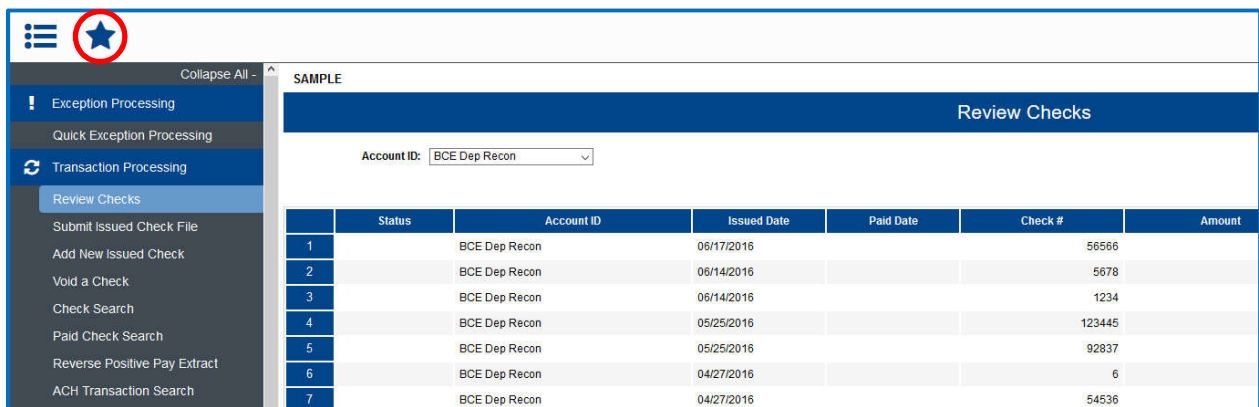 Collapse All -
Exception Processing
Quick Exception Processing
Transaction Processing
Review Checks
Submit Issued Check File
Add New Issued Check
Void a Check
Check Search
Paid Check Search
Reverse Positive Pay Extract
ACH Transaction Search
SAMPLE
Review Checks
Account ID: BCE Dep Recon
Status Account ID Issued Date Paid Date Check # Amount
1 BCE Dep Recon 06/17/2016 56566
2 BCE Dep Recon 06/14/2016 5678
3 BCE Dep Recon 06/14/2016 1234
4 BCE Dep Recon 05/25/2016 123445
5 BCE Dep Recon 05/25/2016 92837
6 BCE Dep Recon 04/27/2016 6
7 BCE Dep Recon 04/27/2016 54536